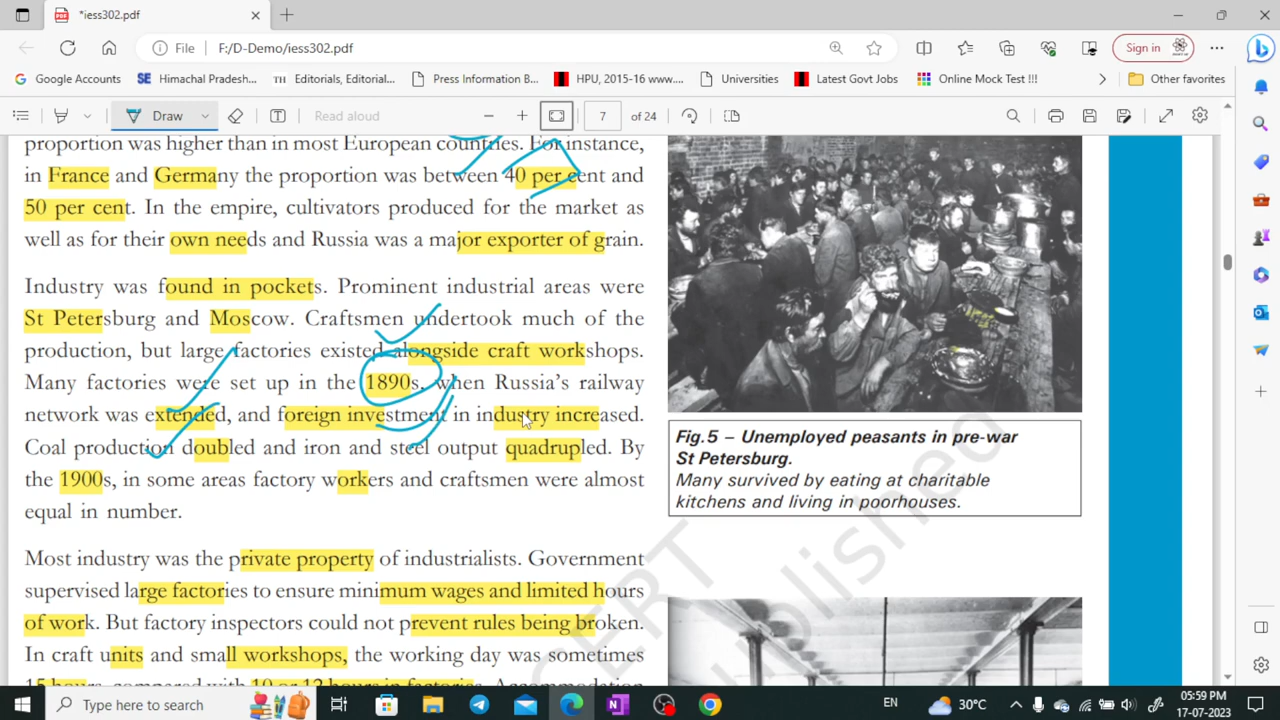 *iess302.pdf
File F:/D-Demo/iess302.pdf
Sign in
Google Accounts
Himachal Pradesh...
Editorials, Editorial...
Press Information B...
HPU, 2015-16 www....
Universities
Latest Govt Jobs
Online Mock Test !!!
Other favorites
Draw
Read aloud
7 of 24
proportion was higher than in most European countries. For instance,
in France and Germany the proportion was between 40 per cent and
50 per cent. In the empire, cultivators produced for the market as
well as for their own needs and Russia was a major exporter of grain.
Industry was found in pockets. Prominent industrial areas were
St Petersburg and Moscow. Craftsmen undertook much of the
production, but large factories existed alongside craft workshops.
Many factories were set up in the 1890s, when Russia's railway
network was extended, and foreign investment in industry increased.
Coal production doubled and iron and steel output quadrupled. By
the 1900s, in some areas factory workers and craftsmen were almost
equal in number.
Most industry was the private property of industrialists. Government
supervised large factories to ensure minimum wages and limited hours
of work. But factory inspectors could not prevent rules being broken.
In craft units and small workshops, the working day was sometimes
15 hours, compared with 10 or 12 hours in factories. Accommodation
Fig.5 – Unemployed peasants in pre-war
St Petersburg.
Many survived by eating at charitable
kitchens and living in poorhouses.
Type here to search
30°C
EN
05:59 PM
17-07-2023